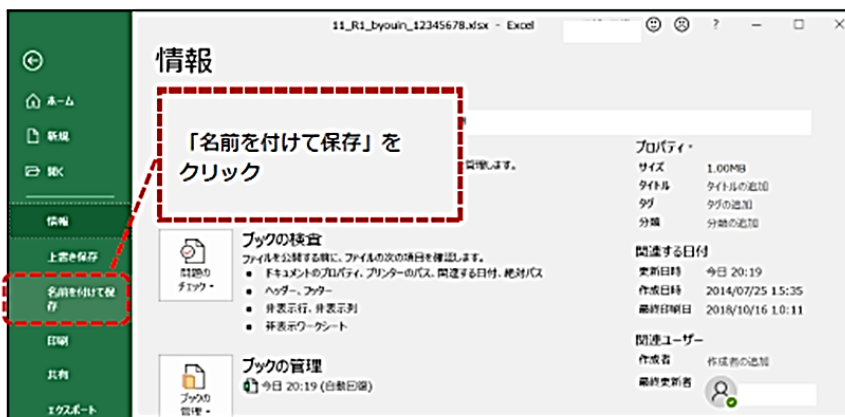 11_R1_byouin_12345678.xlsx - Excel
?
情報
ホーム
新規
開く
情報
上書き保存
名前を付けて保
存
印刷
共有
エクスポート
「名前を付けて保存」を
クリック
管理します。
問題の
チェック
ブックの検査
ファイルを公開する前に、ファイルの次の項目を確認します。
ドキュメントのプロパティ、プリンターのパス、関連する日付、絶対パス
ヘッダー、フッター
非表示行、非表示列
非表示ワークシート
ブックの
管理
ブックの管理
今日 20:19 (自動回復)
プロパティ
サイズ 1.00MB
タイトル タイトルの追加
タグ タグの追加
分類 分類の追加
関連する日付
更新日時 今日 20:19
作成日時 2014/07/25 15:35
最終印刷日 2018/10/16 10:11
関連ユーザー
作成者 作成者の追加
最終更新者